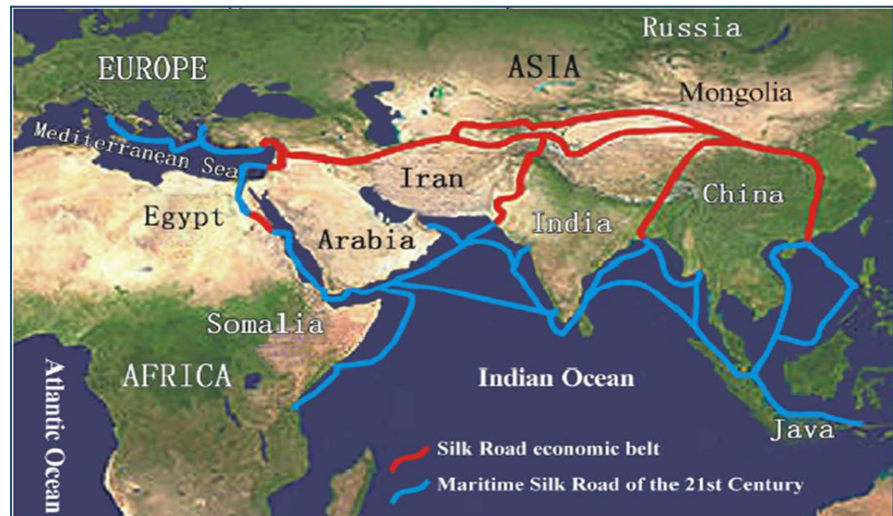 Russia
EUROPE
ASIA
Mongolia
Mediterranean Sea
Iran
China
Egypt
India
Arabia
Somalia
AFRICA
Indian Ocean
Atlantic Ocean
Java
Silk Road economic belt
Maritime Silk Road of the 21st Century